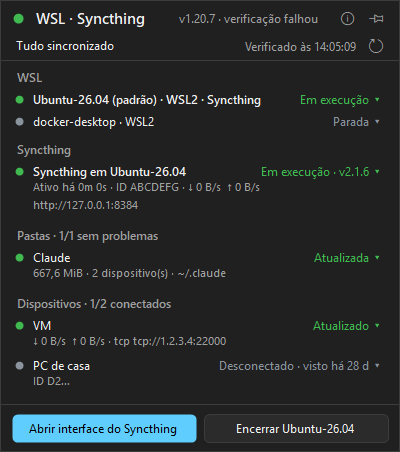 WSL · Syncthing
v1.20.7 · verificação falhou
Tudo sincronizado
Verificado às 14:05:09
WSL
Ubuntu-26.04 (padrão) · WSL2 · Syncthing
Em execução
docker-desktop · WSL2
Parada
Syncthing
Syncthing em Ubuntu-26.04
Em execução · v2.1.6
Ativo há 0m 0s · ID ABCDEFG · ↓ 0 B/s ↑ 0 B/s
http://127.0.0.1:8384
Pastas · 1/1 sem problemas
Claude
Atualizada
667,6 MiB · 2 dispositivo(s) · ~/.claude
Dispositivos · 1/2 conectados
VM
Atualizado
↓ 0 B/s ↑ 0 B/s · tcp tcp://1.2.3.4:22000
PC de casa
Desconectado · visto há 28 d
ID D2...
Abrir interface do Syncthing
Encerrar Ubuntu-26.04